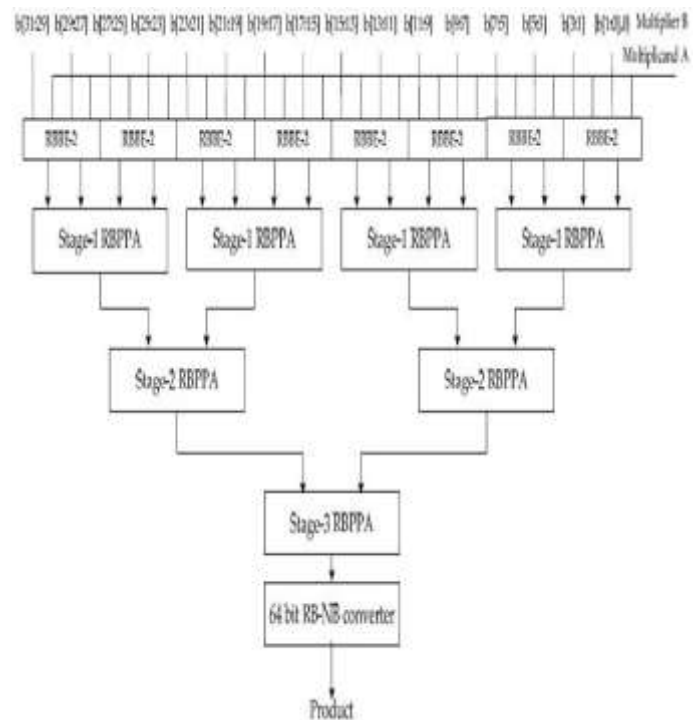 b(31:29) b(29:27) b(27:25) b(25:23) b(23:21) b(21:19) b(19:17) b(17:15) b(15:13) b(13:11) b(11:9) b(9:7) b(7:5) b(5:3) b(3:1) Multiplier B
Multiplicand A
RBBE-2 RBBE-2 RBBE-2 RBBE-2 RBBE-2 RBBE-2 RBBE-2 RBBE-2
Stage-1 RBPPA Stage-1 RBPPA Stage-1 RBPPA Stage-1 RBPPA
Stage-2 RBPPA Stage-2 RBPPA
Stage-3 RBPPA
64 bit RB-NB converter
Product